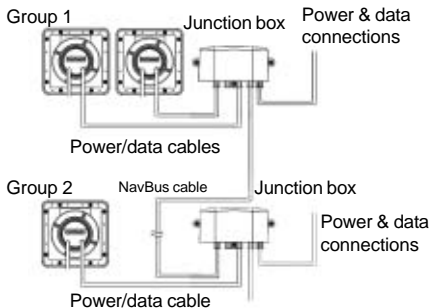 Group 1
Junction box
Power & data
connections
Power/data cables
Group 2
NavBus cable
Junction box
Power & data
connections
Power/data cable